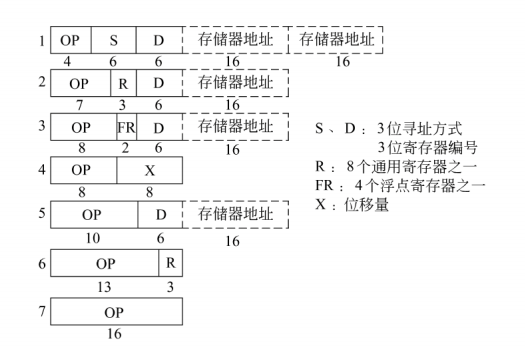 1 OP S D 存储器地址 存储器地址
4 6 6 16 16
2 OP R D 存储器地址
7 3 6 16
3 OP FR D 存储器地址
8 2 6 16
4 OP X
8 8
5 OP D 存储器地址
10 6 16
6 OP R
13 3
7 OP
16
S 、 D ： 3位寻址方式
3位寄存器编号
R ： 8个通用寄存器之一
FR ： 4个浮点寄存器之一
X ：位移量